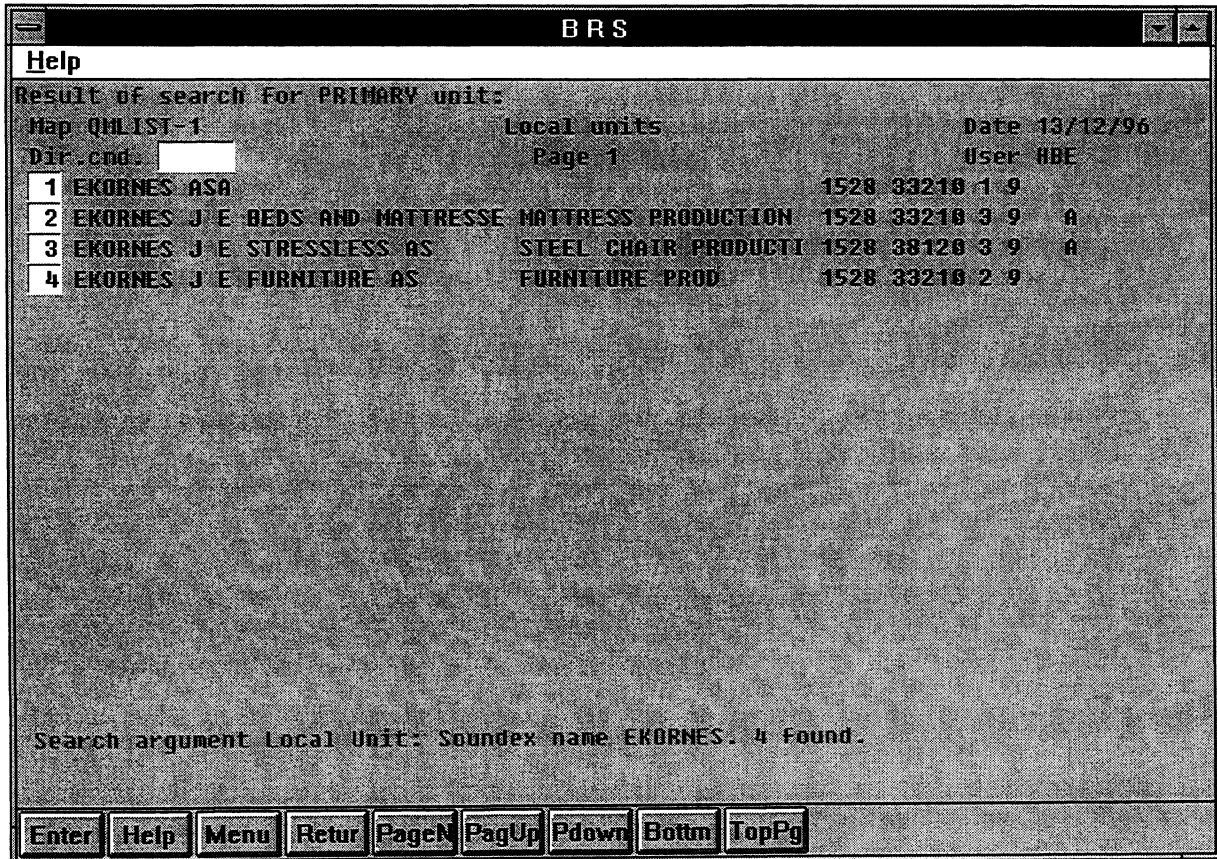 BRS
Help
Result of search for PRIMARY unit:
Map QMLIST-1 Local units Date 13/12/96
Dir.cmd. Page 1 User HBE
1 EKORNES ASA 1528 33210 1 9
2 EKORNES J E BEDS AND MATTRESSE MATTRESS PRODUCTION 1528 33210 3 9 A
3 EKORNES J E STRESSLESS AS STEEL CHAIR PRODUCTI 1528 38120 3 9 A
4 EKORNES J E FURNITURE AS FURNITURE PROD 1528 33210 2 9
Search argument Local Unit: Soundex name EKORNES. 4 Found.
Enter Help Menu Retur PageN PagUp Pdown Bottm TopPg